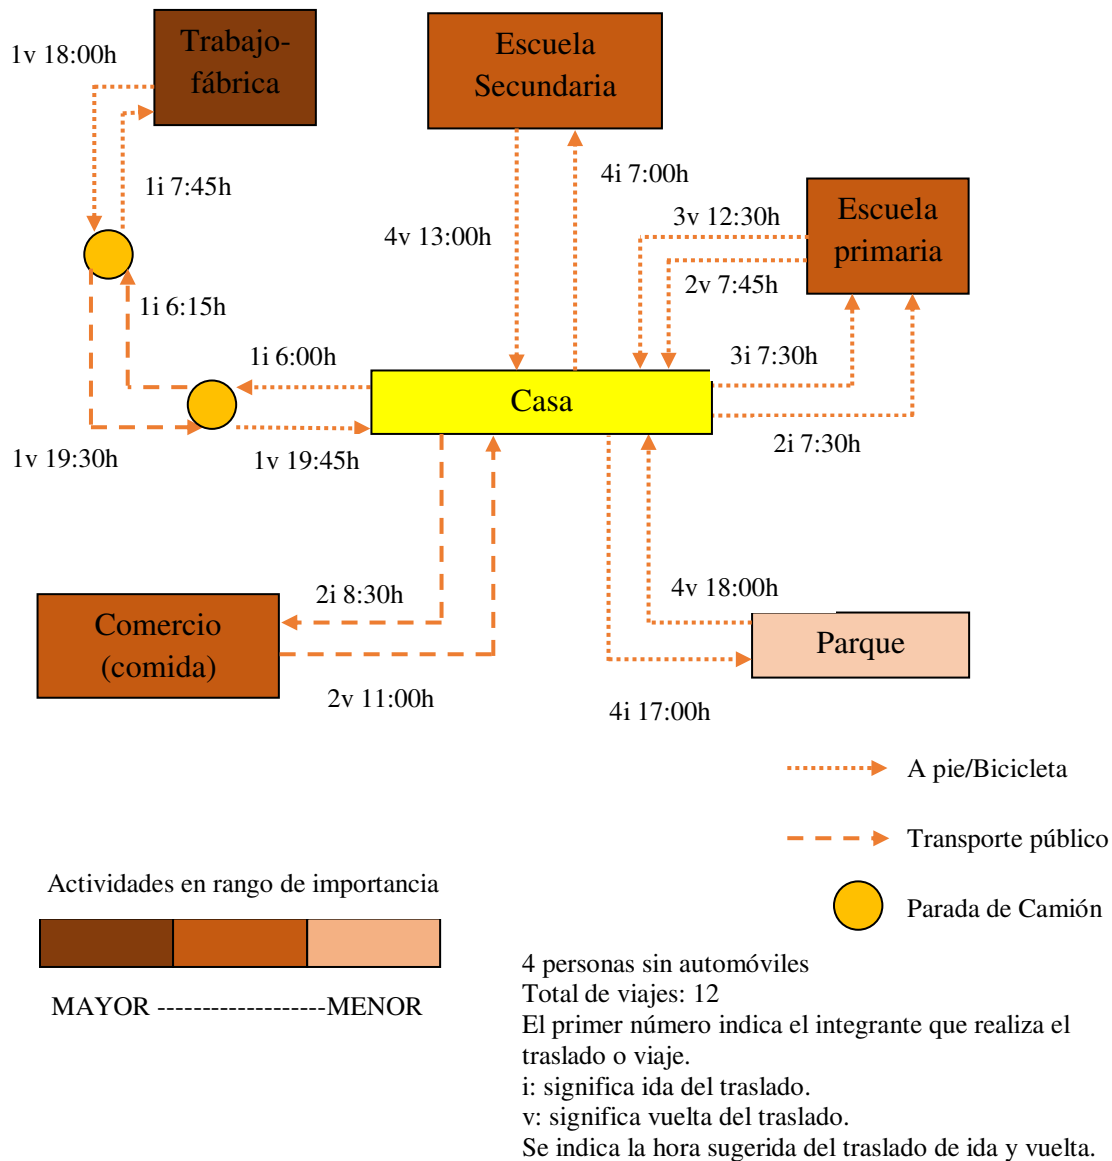 Trabajo-
fábrica
1v 18:00h
1i 7:45h
Escuela
Secundaria
4i 7:00h
4v 13:00h
Escuela
primaria
3v 12:30h
2v 7:45h
1i 6:15h
1i 6:00h
3i 7:30h
Casa
2i 7:30h
1v 19:30h
1v 19:45h
Comercio
(comida)
2i 8:30h
2v 11:00h
4v 18:00h
Parque
4i 17:00h
A pie/Bicicleta
Transporte público
Parada de Camión
Actividades en rango de importancia
MAYOR -------------------MENOR
4 personas sin automóviles
Total de viajes: 12
El primer número indica el integrante que realiza el
traslado o viaje.
i: significa ida del traslado.
v: significa vuelta del traslado.
Se indica la hora sugerida del traslado de ida y vuelta.